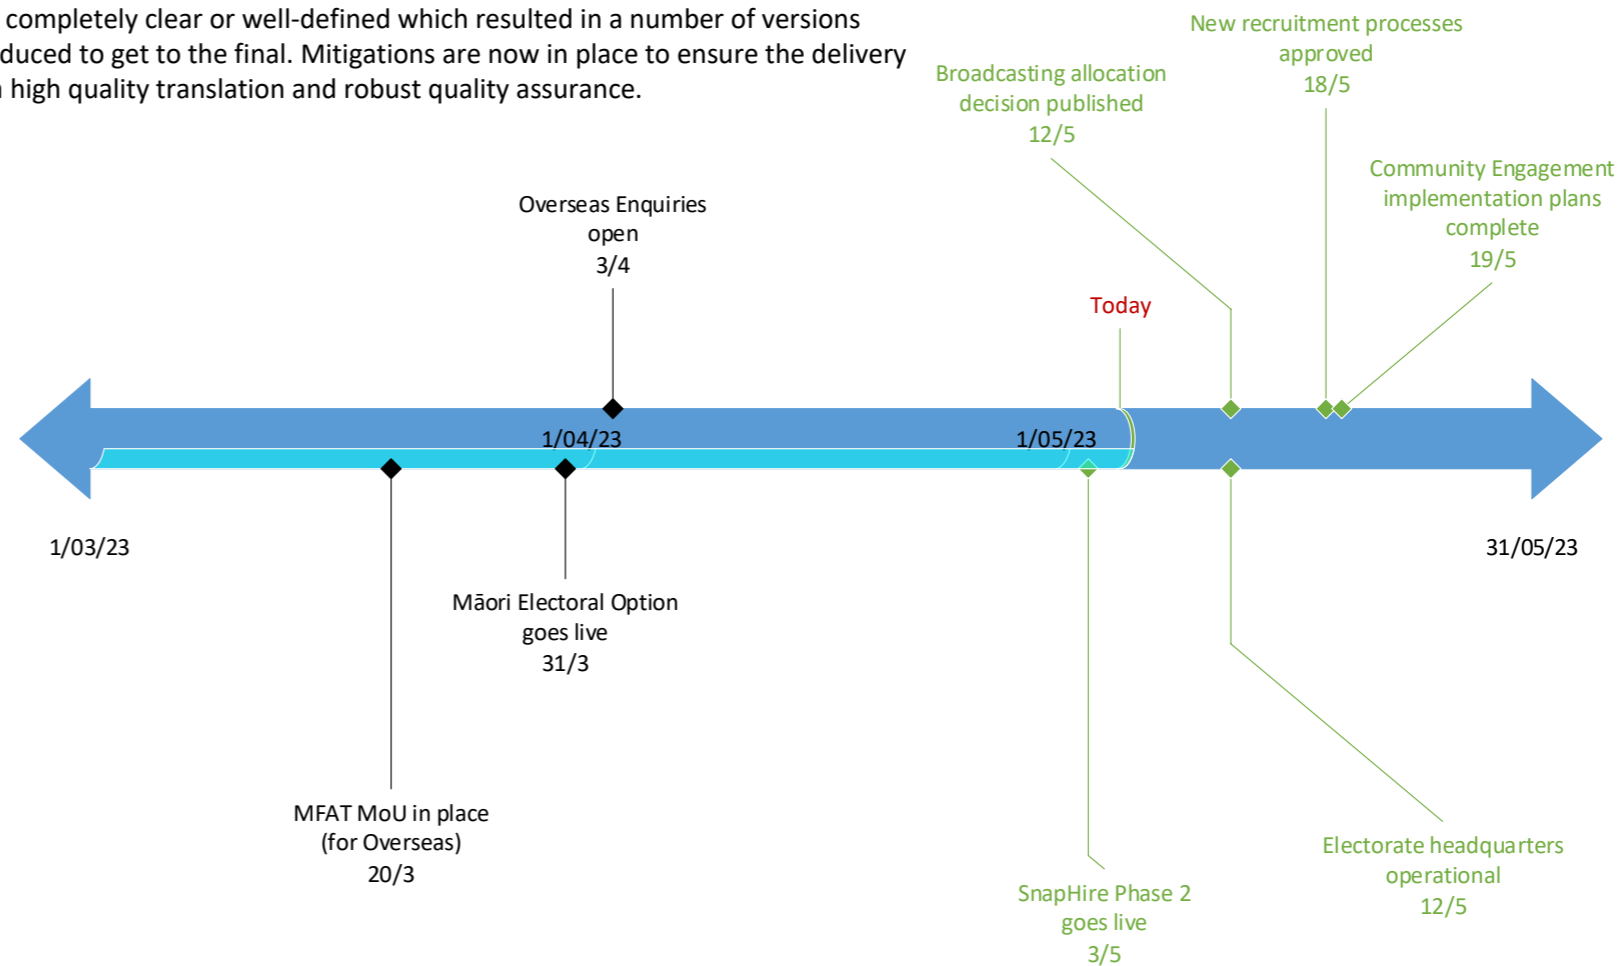 completely clear or well-defined which resulted in a number of versions
duced to get to the final. Mitigations are now in place to ensure the delivery
high quality translation and robust quality assurance.
New recruitment processes
approved
18/5
Broadcasting allocation
decision published
12/5
Community Engagement
implementation plans
complete
19/5
Overseas Enquiries
open
3/4
Today
1/04/23
1/05/23
1/03/23
31/05/23
Māori Electoral Option
goes live
31/3
MFAT MoU in place
(for Overseas)
20/3
SnapHire Phase 2
goes live
3/5
Electorate headquarters
operational
12/5